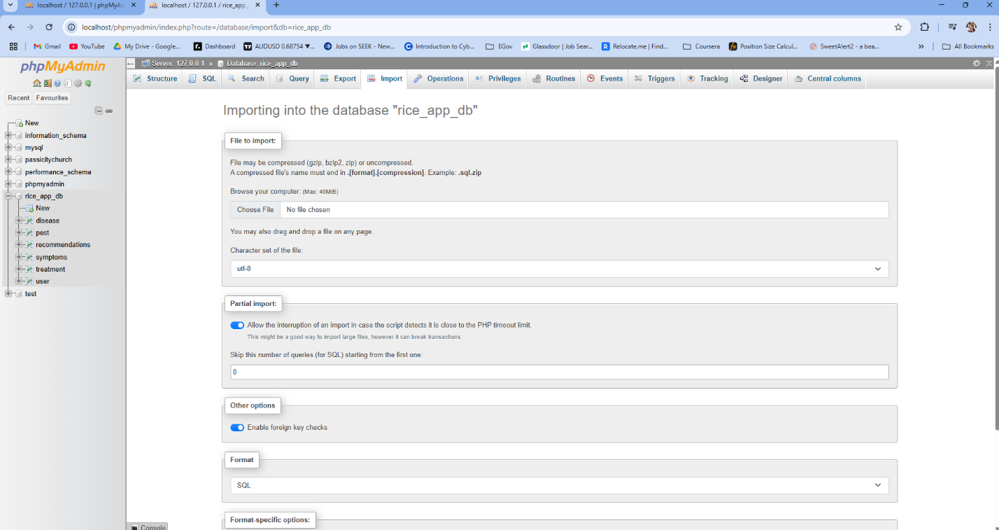 localhost / 127.0.0.1 | phpMyAd
localhost / 127.0.0.1 / rice_app_
localhost/phpmyadmin/index.php?route=/database/import&db=rice_app_db
Gmail YouTube My Drive - Google... Dashboard AUDUSD 0.68754 ▼... Jobs on SEEK - New... Introduction to Cyb... EGov Glassdoor | Job Sear... Relocate.me | Find... Coursera Position Size Calcul... SweetAlert2 - a bea... » All Bookmarks
phpMyAdmin
Recent Favourites
New
information_schema
mysql
passicitychurch
performance_schema
phpmyadmin
rice_app_db
New
disease
pest
recommendations
symptoms
treatment
user
test
Server: 127.0.0.1 » Database: rice_app_db
Structure SQL Search Query Export Import Operations Privileges Routines Events Triggers Tracking Designer Central columns
Importing into the database "rice_app_db"
File to import:
File may be compressed (gzip, bzip2, zip) or uncompressed.
A compressed file's name must end in .[format].[compression]. Example: .sql.zip
Browse your computer: (Max: 40MiB)
Choose File No file chosen
You may also drag and drop a file on any page.
Character set of the file:
utf-8
Partial import:
Allow the interruption of an import in case the script detects it is close to the PHP timeout limit.
This might be a good way to import large files, however it can break transactions.
Skip this number of queries (for SQL) starting from the first one:
0
Other options
Enable foreign key checks
Format
SQL
Format-specific options:
Console